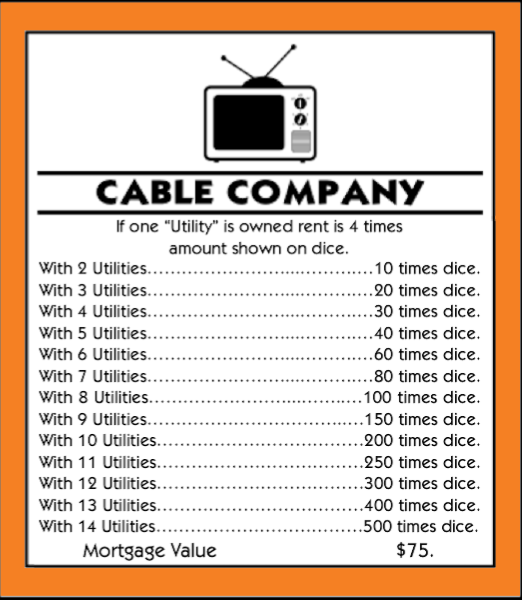 CABLE COMPANY
If one “Utility” is owned rent is 4 times
amount shown on dice.
With 2 Utilities..........................................10 times dice.
With 3 Utilities..........................................20 times dice.
With 4 Utilities..........................................30 times dice.
With 5 Utilities..........................................40 times dice.
With 6 Utilities..........................................60 times dice.
With 7 Utilities..........................................80 times dice.
With 8 Utilities........................................100 times dice.
With 9 Utilities........................................150 times dice.
With 10 Utilities......................................200 times dice.
With 11 Utilities......................................250 times dice.
With 12 Utilities......................................300 times dice.
With 13 Utilities......................................400 times dice.
With 14 Utilities......................................500 times dice.
Mortgage Value $75.